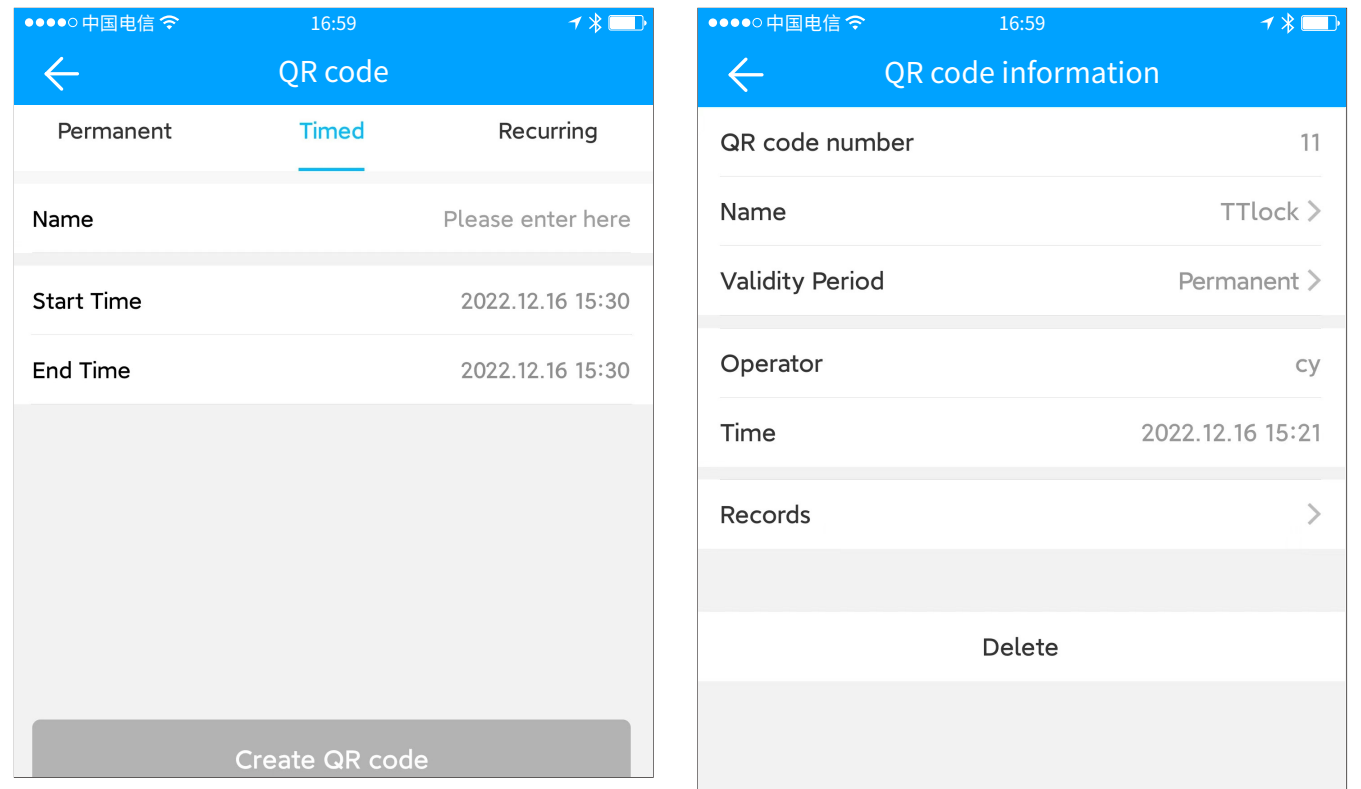 中国电信 16:59
QR code
Permanent Timed Recurring
Name Please enter here
Start Time 2022.12.16 15:30
End Time 2022.12.16 15:30
Create QR code
中国电信 16:59
QR code information
QR code number 11
Name TTlock
Validity Period Permanent
Operator cy
Time 2022.12.16 15:21
Records
Delete